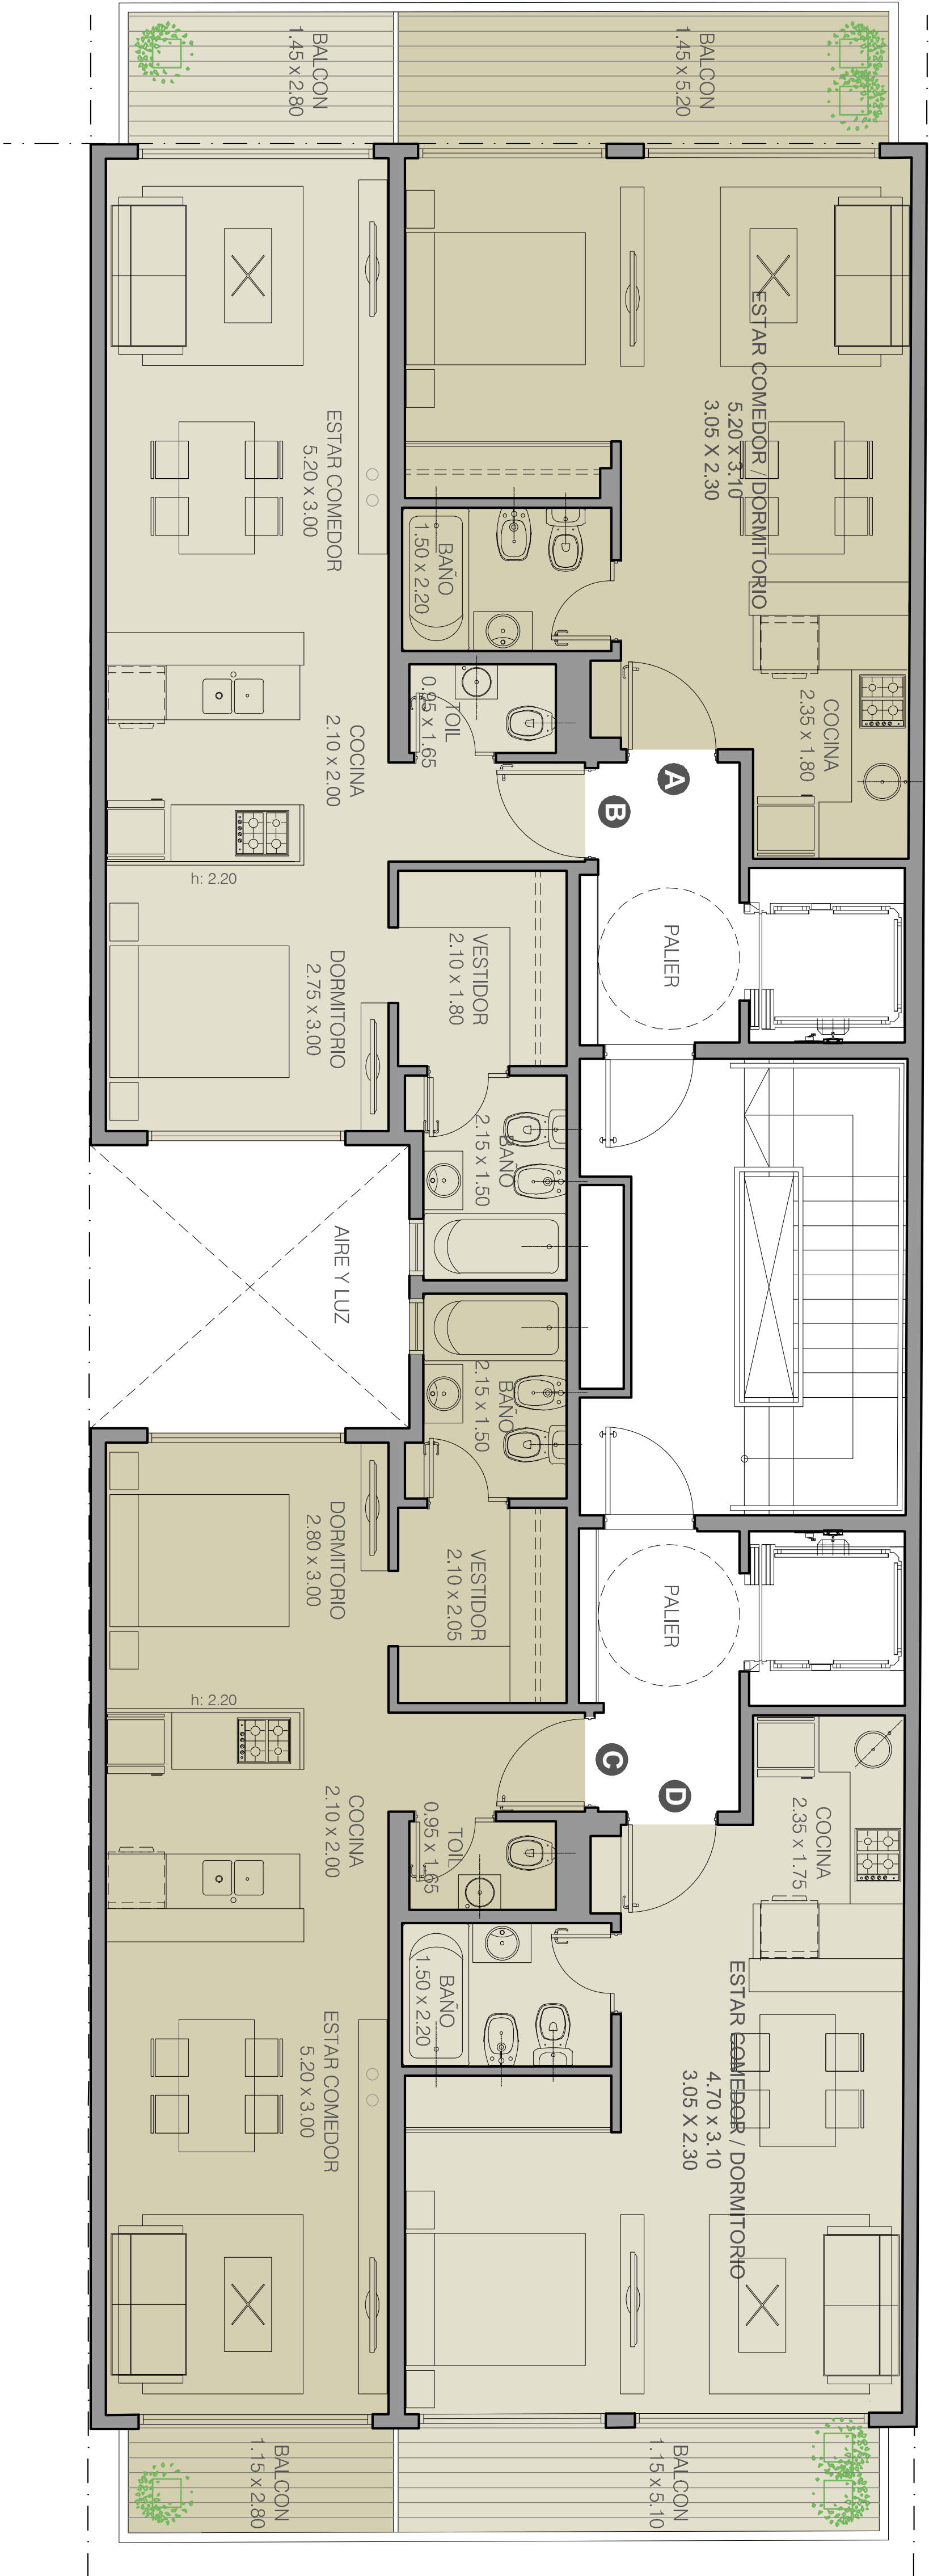 BALCON
1.45 x 2.80
BALCON
1.45 x 5.20
ESTAR COMEDOR / DORMITORIO
5.20 x 3.10
3.05 X 2.30
ESTAR COMEDOR
5.20 x 3.00
BAÑO
1.50 x 2.20
TOIL
0.95 x 1.65
COCINA
2.35 x 1.80
COCINA
2.10 x 2.00
A
B
h: 2.20
PALIER
VESTIDOR
2.10 x 1.80
DORMITORIO
2.75 x 3.00
BAÑO
2.15 x 1.50
AIRE Y LUZ
BAÑO
2.15 x 1.50
DORMITORIO
2.80 x 3.00
VESTIDOR
2.10 x 2.05
PALIER
h: 2.20
C
D
COCINA
2.10 x 2.00
TOIL
0.95 x 1.65
COCINA
2.35 x 1.75
BAÑO
1.50 x 2.20
ESTAR COMEDOR / DORMITORIO
4.70 x 3.10
3.05 X 2.30
ESTAR COMEDOR
5.20 x 3.00
BALCON
1.15 x 2.80
BALCON
1.15 x 5.10